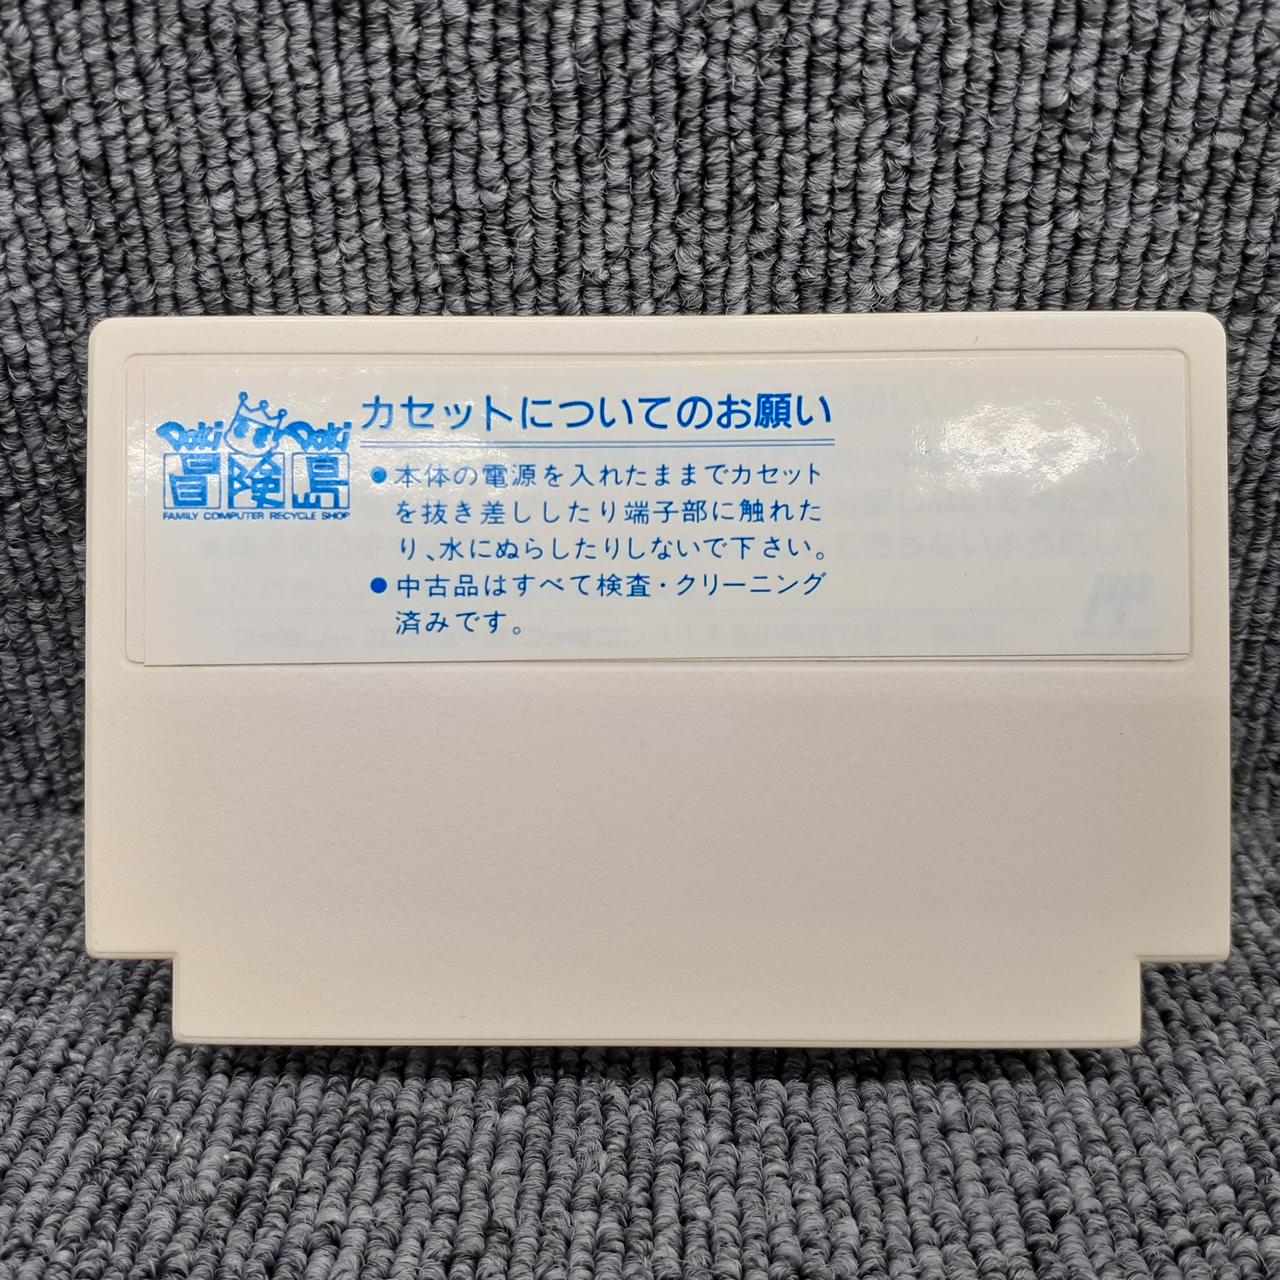 Doki Doki
冒険島
FAMILY COMPUTER RECYCLE SHOP
カセットについてのお願い
●本体の電源を入れたままでカセット
を抜き差ししたり端子部に触れた
り、水にぬらしたりしないで下さい。
●中古品はすべて検査・クリーニング
済みです。